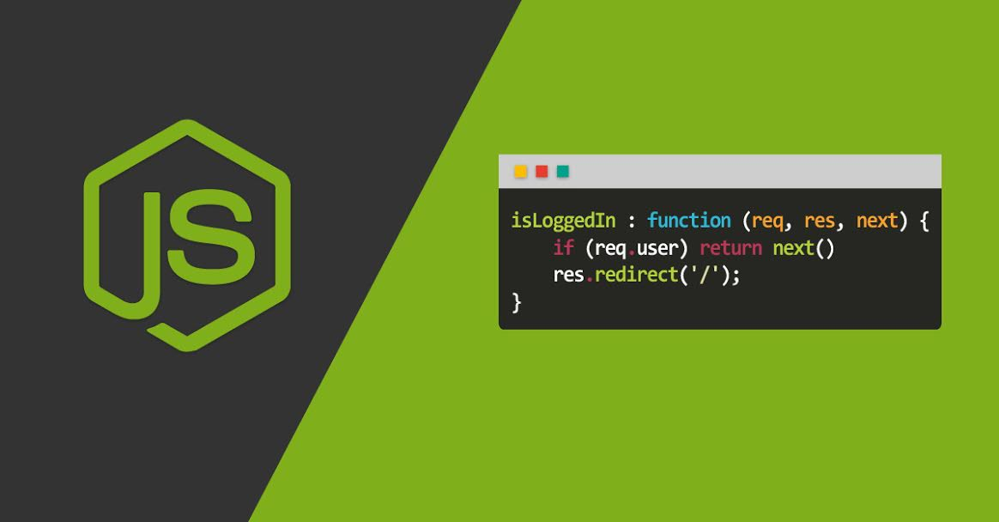 JS
isLoggedIn : function (req, res, next) {
    if (req.user) return next()
    res.redirect('/');
}